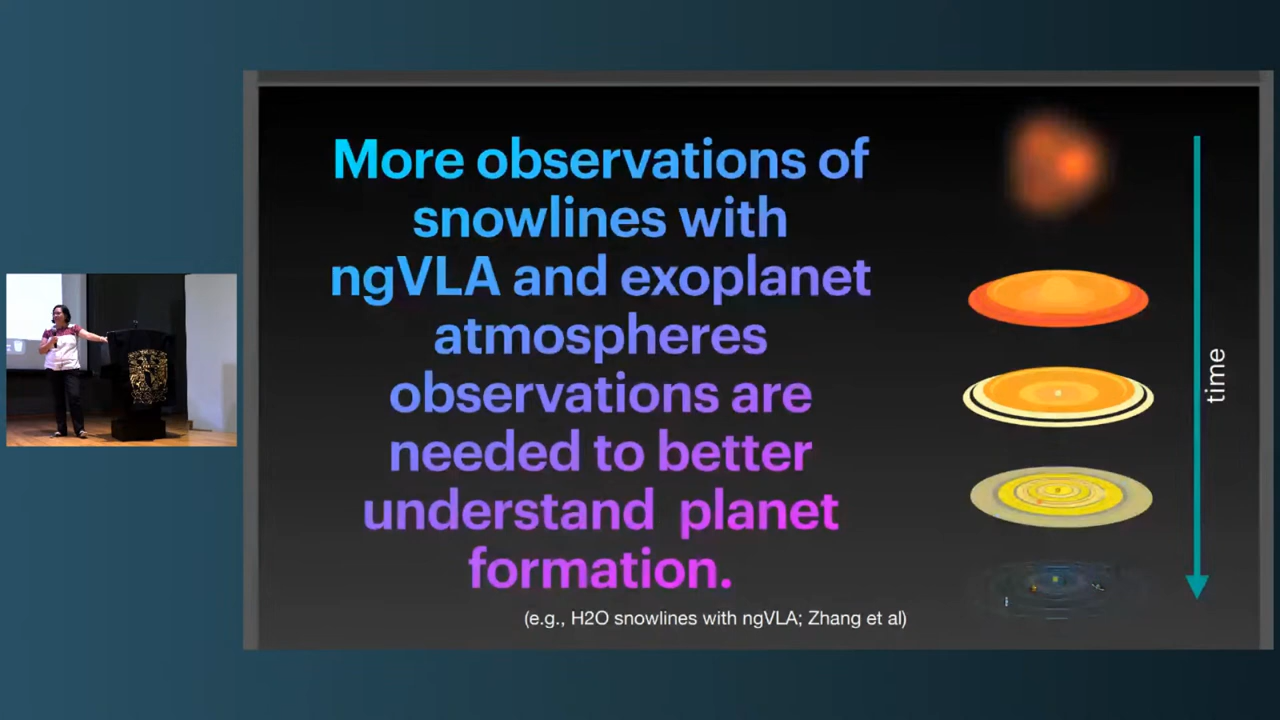 More observations of
snowlines with
ngVLA and exoplanet
atmospheres
observations are
needed to better
understand planet
formation.
(e.g., H2O snowlines with ngVLA; Zhang et al)
time